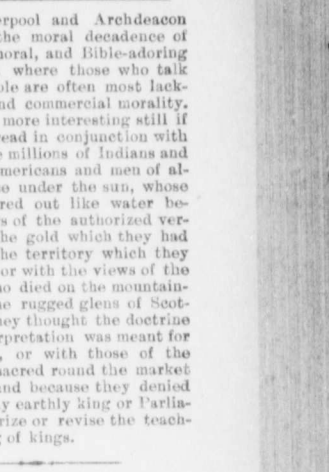 rpool and Archdeacon
the moral decadence of
oral, and Bible-adoring
where those who talk
ole are often most lack-
nd commercial morality.
more interesting still if
ead in conjunction with
millions of Indians and
mericans and men of al-
e under the sun, whose
red out like water be-
s of the authorized ver-
he gold which they had
he territory which they
or with the views of the
o died on the mountain-
e rugged glens of Scot-
ey thought the doctrine
rpretation was meant for
, or with those of the
acred round the market
nd because they denied
y earthly king or Parlia-
rize or revise the teach-
g of kings.